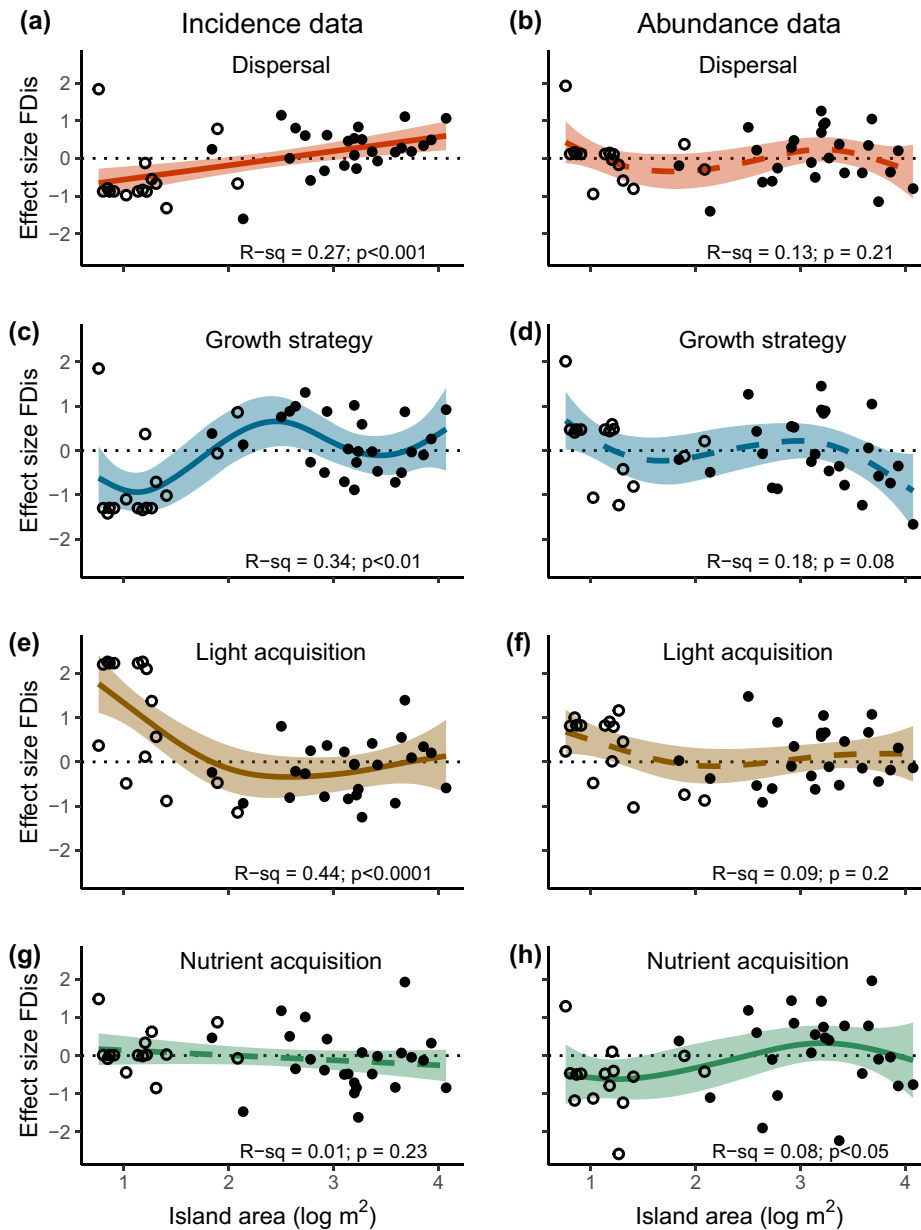 (a) Incidence data
(b) Abundance data
Dispersal
Effect size FDis
2
1
0
−1
−2
R−sq = 0.27; p<0.001
Dispersal
R−sq = 0.13; p = 0.21
(c)
Growth strategy
Effect size FDis
2
1
0
−1
−2
R−sq = 0.34; p<0.01
(d)
Growth strategy
R−sq = 0.18; p = 0.08
(e)
Light acquisition
Effect size FDis
2
1
0
−1
−2
R−sq = 0.44; p<0.0001
(f)
Light acquisition
R−sq = 0.09; p = 0.2
(g)
Nutrient acquisition
Effect size FDis
2
1
0
−1
−2
R−sq = 0.01; p = 0.23
1 2 3 4
Island area (log m²)
(h)
Nutrient acquisition
R−sq = 0.08; p<0.05
1 2 3 4
Island area (log m²)